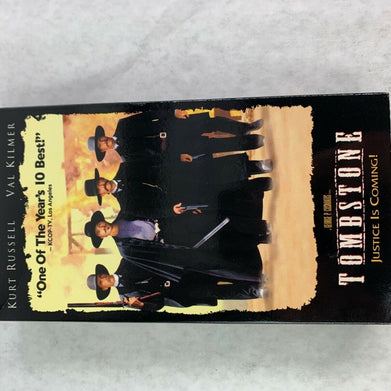 KURT RUSSELL VAL KILMER
"One Of The Year's 10 Best!"
– KCOP-TV, Los Angeles
TOMBSTONE
JUSTICE IS COMING!